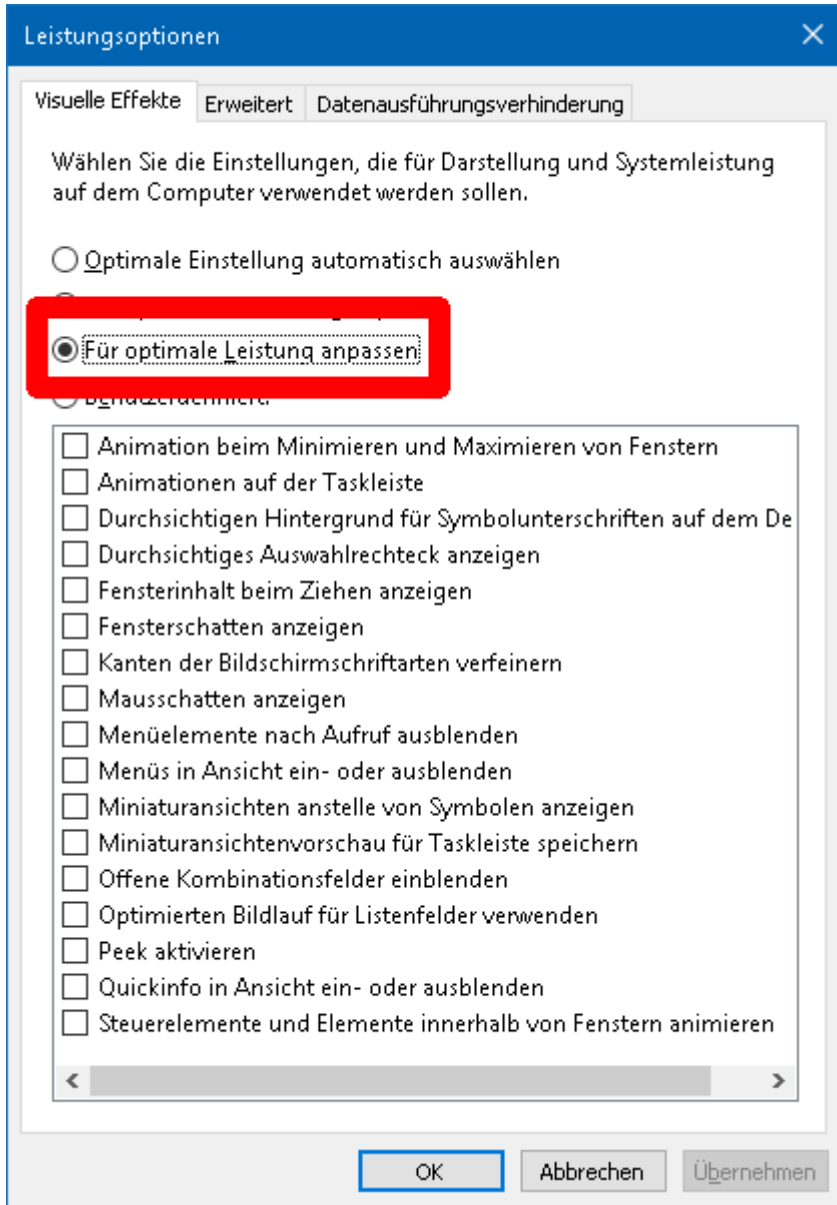 Leistungsoptionen
Visuelle Effekte
Erweitert
Datenausführungsverhinderung
Wählen Sie die Einstellungen, die für Darstellung und Systemleistung
auf dem Computer verwendet werden sollen.
Optimale Einstellung automatisch auswählen
Für optimale Leistung anpassen
Animation beim Minimieren und Maximieren von Fenstern
Animationen auf der Taskleiste
Durchsichtigen Hintergrund für Symbolunterschriften auf dem De
Durchsichtiges Auswahlrechteck anzeigen
Fensterinhalt beim Ziehen anzeigen
Fensterschatten anzeigen
Kanten der Bildschirmschriftarten verfeinern
Mausschatten anzeigen
Menüelemente nach Aufruf ausblenden
Menüs in Ansicht ein- oder ausblenden
Miniaturansichten anstelle von Symbolen anzeigen
Miniaturansichtenvorschau für Taskleiste speichern
Offene Kombinationsfelder einblenden
Optimierten Bildlauf für Listenfelder verwenden
Peek aktivieren
Quickinfo in Ansicht ein- oder ausblenden
Steuerelemente und Elemente innerhalb von Fenstern animieren
OK
Abbrechen
Übernehmen